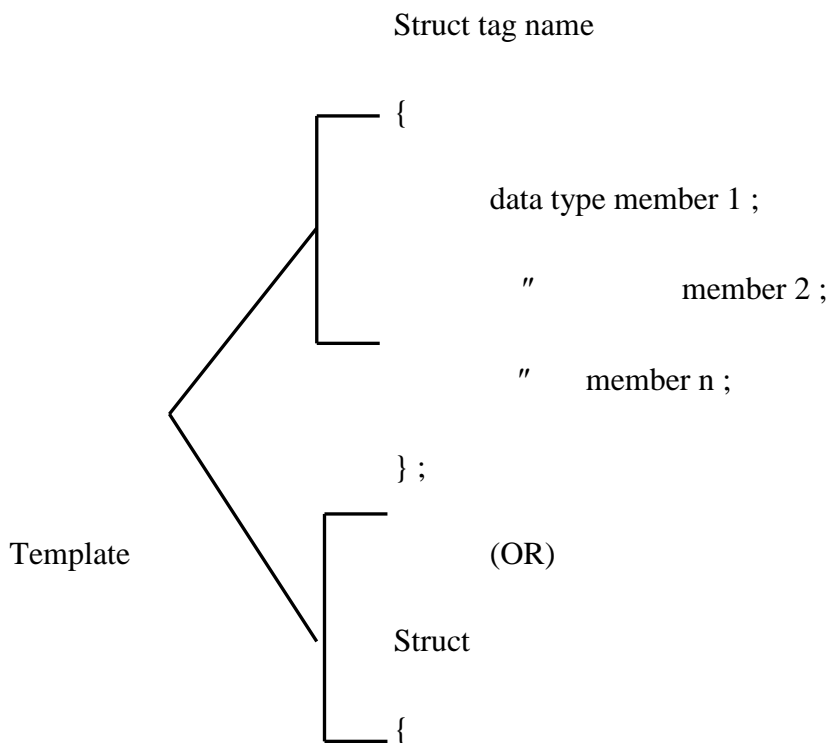 Struct tag name
{
data type member 1 ;
″ member 2 ;
″ member n ;
} ;
Template (OR)
Struct
{